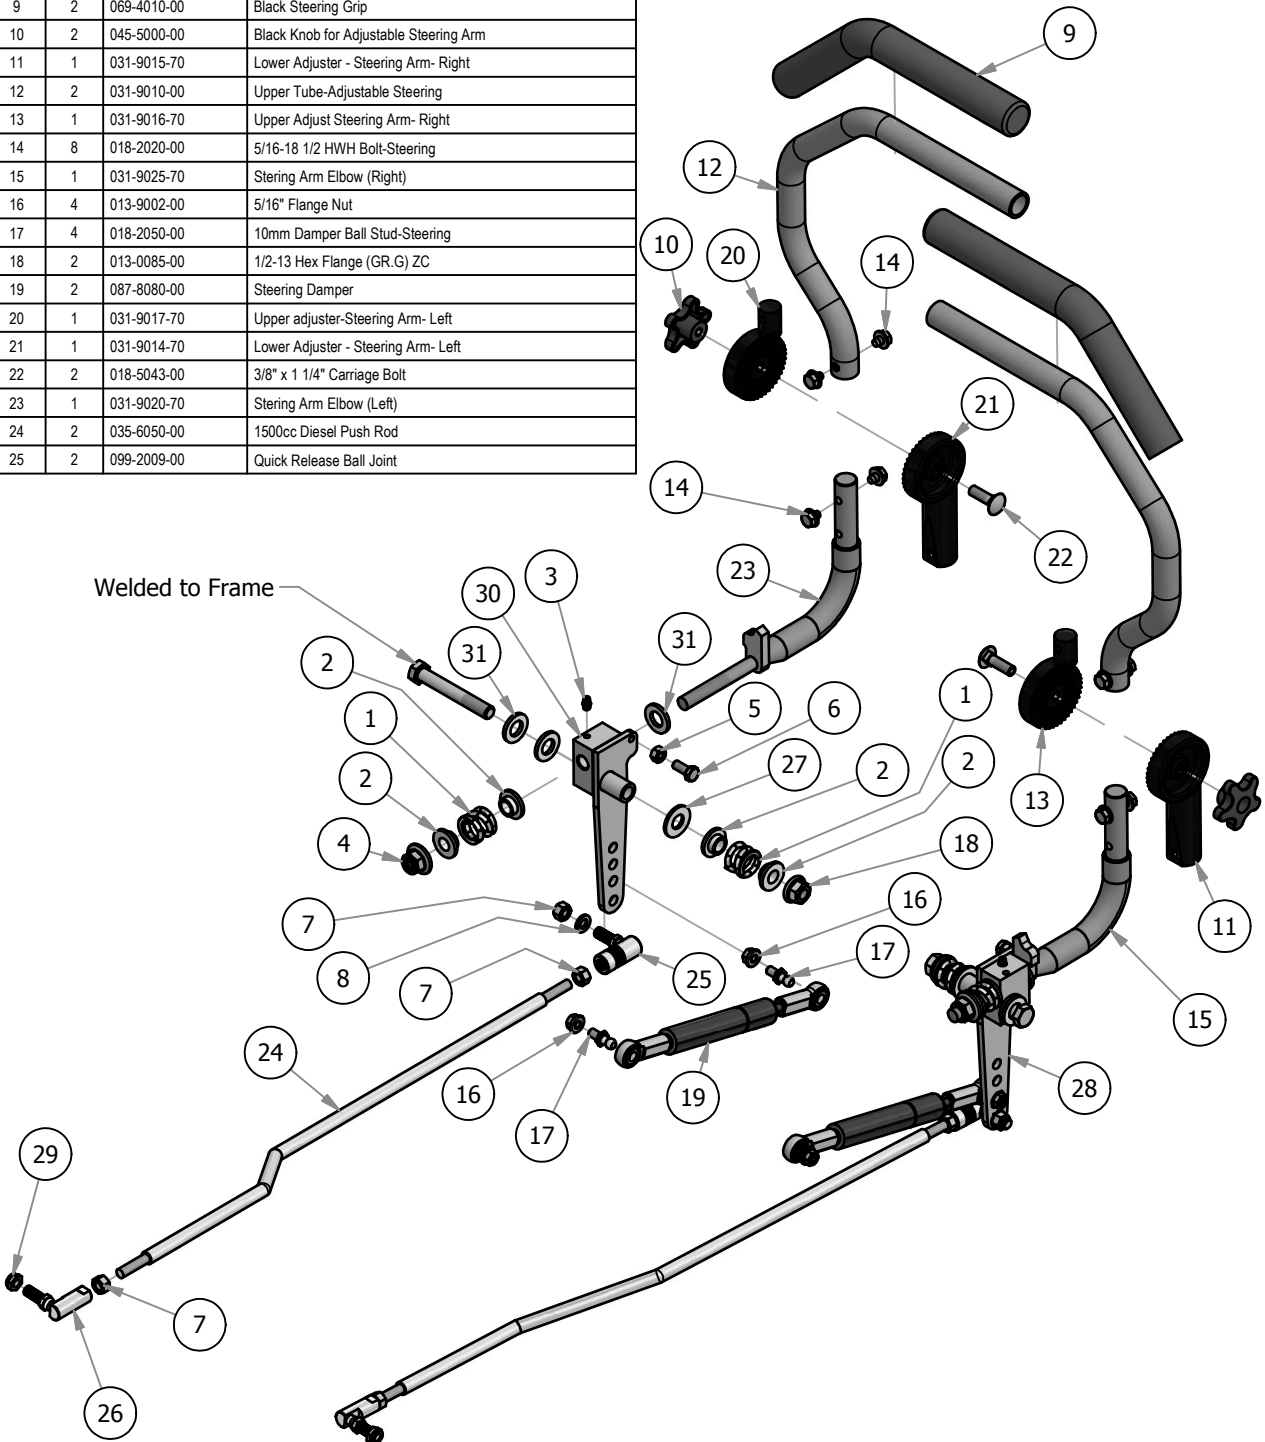 9 2 069-4010-00 Black Steering Grip
10 2 045-5000-00 Black Knob for Adjustable Steering Arm
11 1 031-9015-70 Lower Adjuster - Steering Arm- Right
12 2 031-9010-00 Upper Tube-Adjustable Steering
13 1 031-9016-70 Upper Adjust Steering Arm- Right
14 8 018-2020-00 5/16-18 1/2 HWH Bolt-Steering
15 1 031-9025-70 Stering Arm Elbow (Right)
16 4 013-9002-00 5/16" Flange Nut
17 4 018-2050-00 10mm Damper Ball Stud-Steering
18 2 013-0085-00 1/2-13 Hex Flange (GR.G) ZC
19 2 087-8080-00 Steering Damper
20 1 031-9017-70 Upper adjuster-Steering Arm- Left
21 1 031-9014-70 Lower Adjuster - Steering Arm- Left
22 2 018-5043-00 3/8" x 1 1/4" Carriage Bolt
23 1 031-9020-70 Stering Arm Elbow (Left)
24 2 035-6050-00 1500cc Diesel Push Rod
25 2 099-2009-00 Quick Release Ball Joint
9
12
10
20
14
21
14
22
23
3
30
Welded to Frame
31
2
31
1
5
6
1
27
2
2
2
13
4
18
16
7
11
8
7
25
17
15
24
16
19
28
17
29
7
26